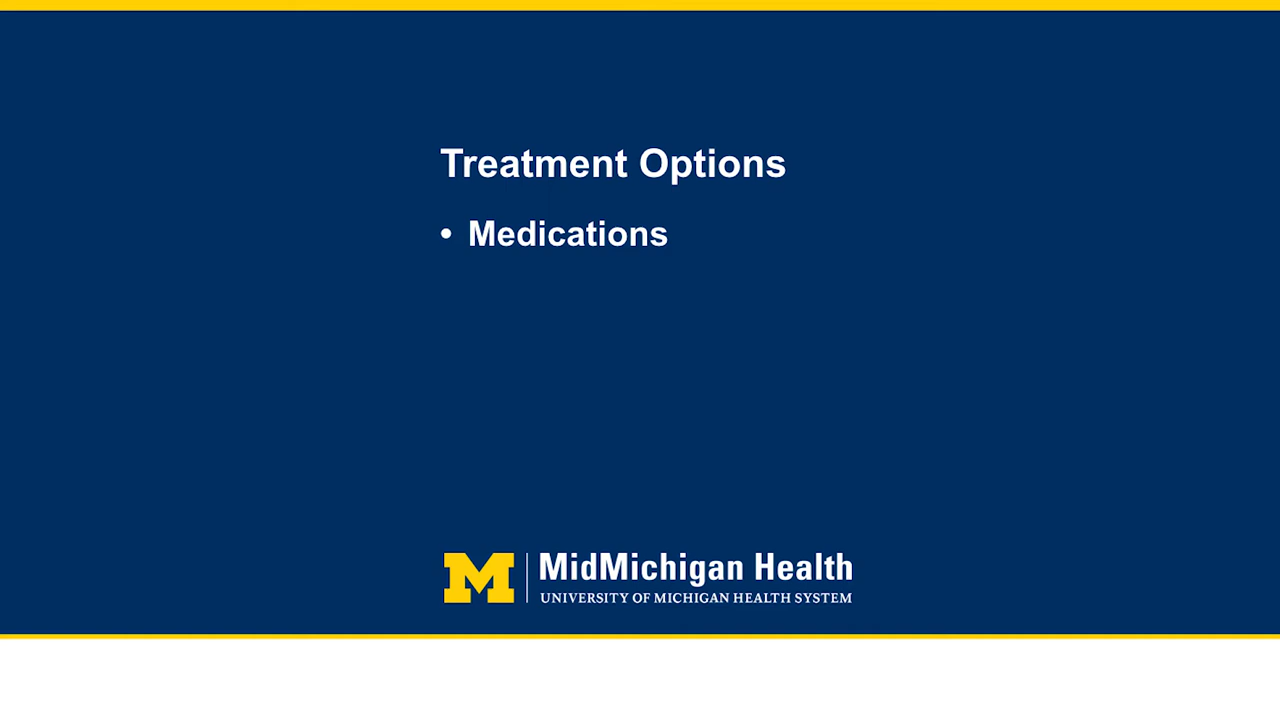 Treatment Options
• Medications
M MidMichigan Health
UNIVERSITY OF MICHIGAN HEALTH SYSTEM